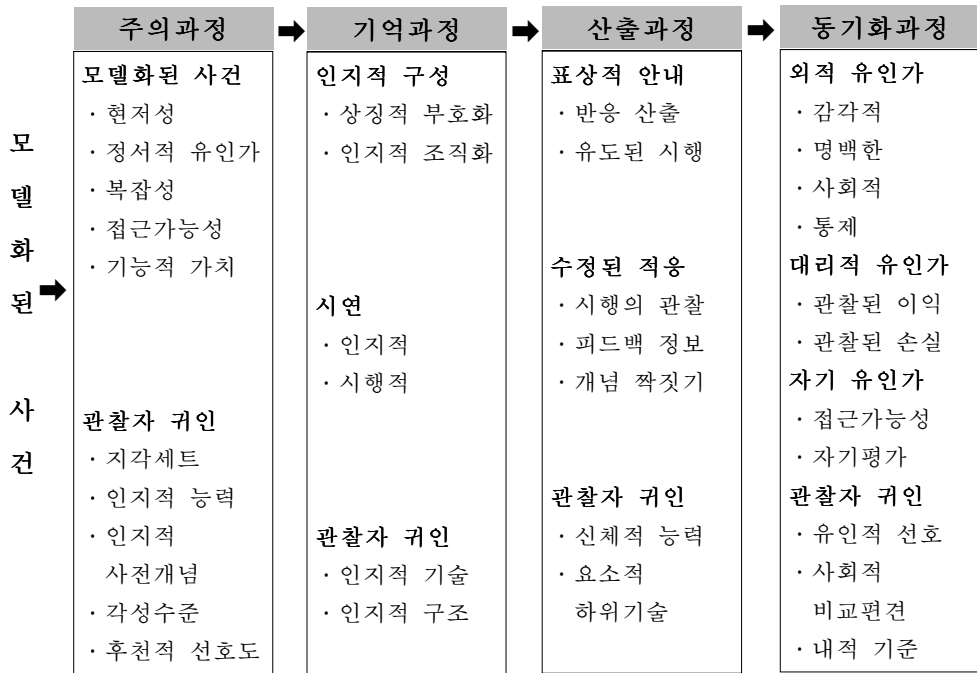 모델화된 사건
주의과정
모델화된 사건
· 현저성
· 정서적 유인가
· 복잡성
· 접근가능성
· 기능적 가치
관찰자 귀인
· 지각세트
· 인지적 능력
· 인지적
사전개념
· 각성수준
· 후천적 선호도
기억과정
인지적 구성
· 상징적 부호화
· 인지적 조직화
시연
· 인지적
· 시행적
관찰자 귀인
· 인지적 기술
· 인지적 구조
산출과정
표상적 안내
· 반응 산출
· 유도된 시행
수정된 적응
· 시행의 관찰
· 피드백 정보
· 개념 짝짓기
관찰자 귀인
· 신체적 능력
· 요소적
하위기술
동기화과정
외적 유인가
· 감각적
· 명백한
· 사회적
· 통제
대리적 유인가
· 관찰된 이익
· 관찰된 손실
자기 유인가
· 접근가능성
· 자기평가
관찰자 귀인
· 유인적 선호
· 사회적
비교편견
· 내적 기준